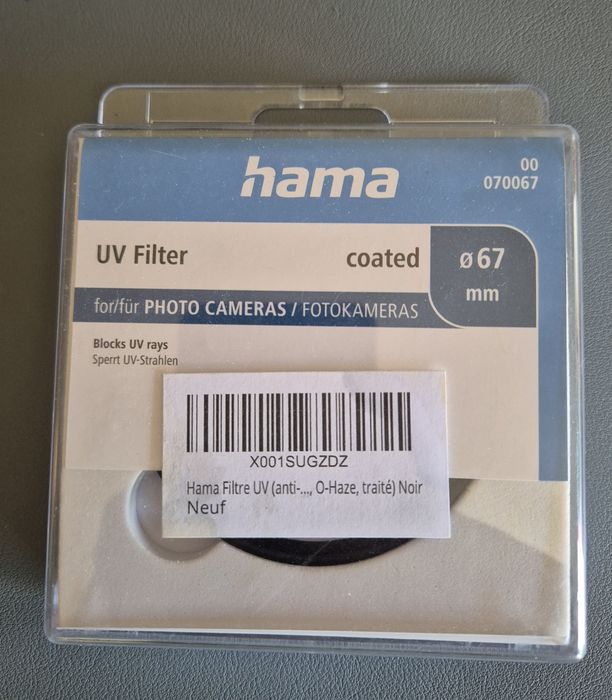 hama
00
070067
UV Filter
coated
ø 67
mm
for/für PHOTO CAMERAS / FOTOKAMERAS
Blocks UV rays
Sperrt UV-Strahlen
X001SUGZDZ
Hama Filtre UV (anti-..., O-Haze, traité) Noir
Neuf